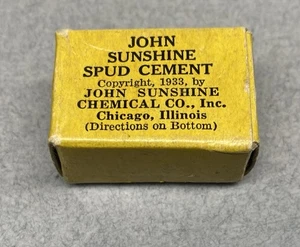 JOHN
SUNSHINE
SPUD CEMENT
Copyright, 1933, by
JOHN SUNSHINE
CHEMICAL CO., Inc.
Chicago, Illinois
(Directions on Bottom)